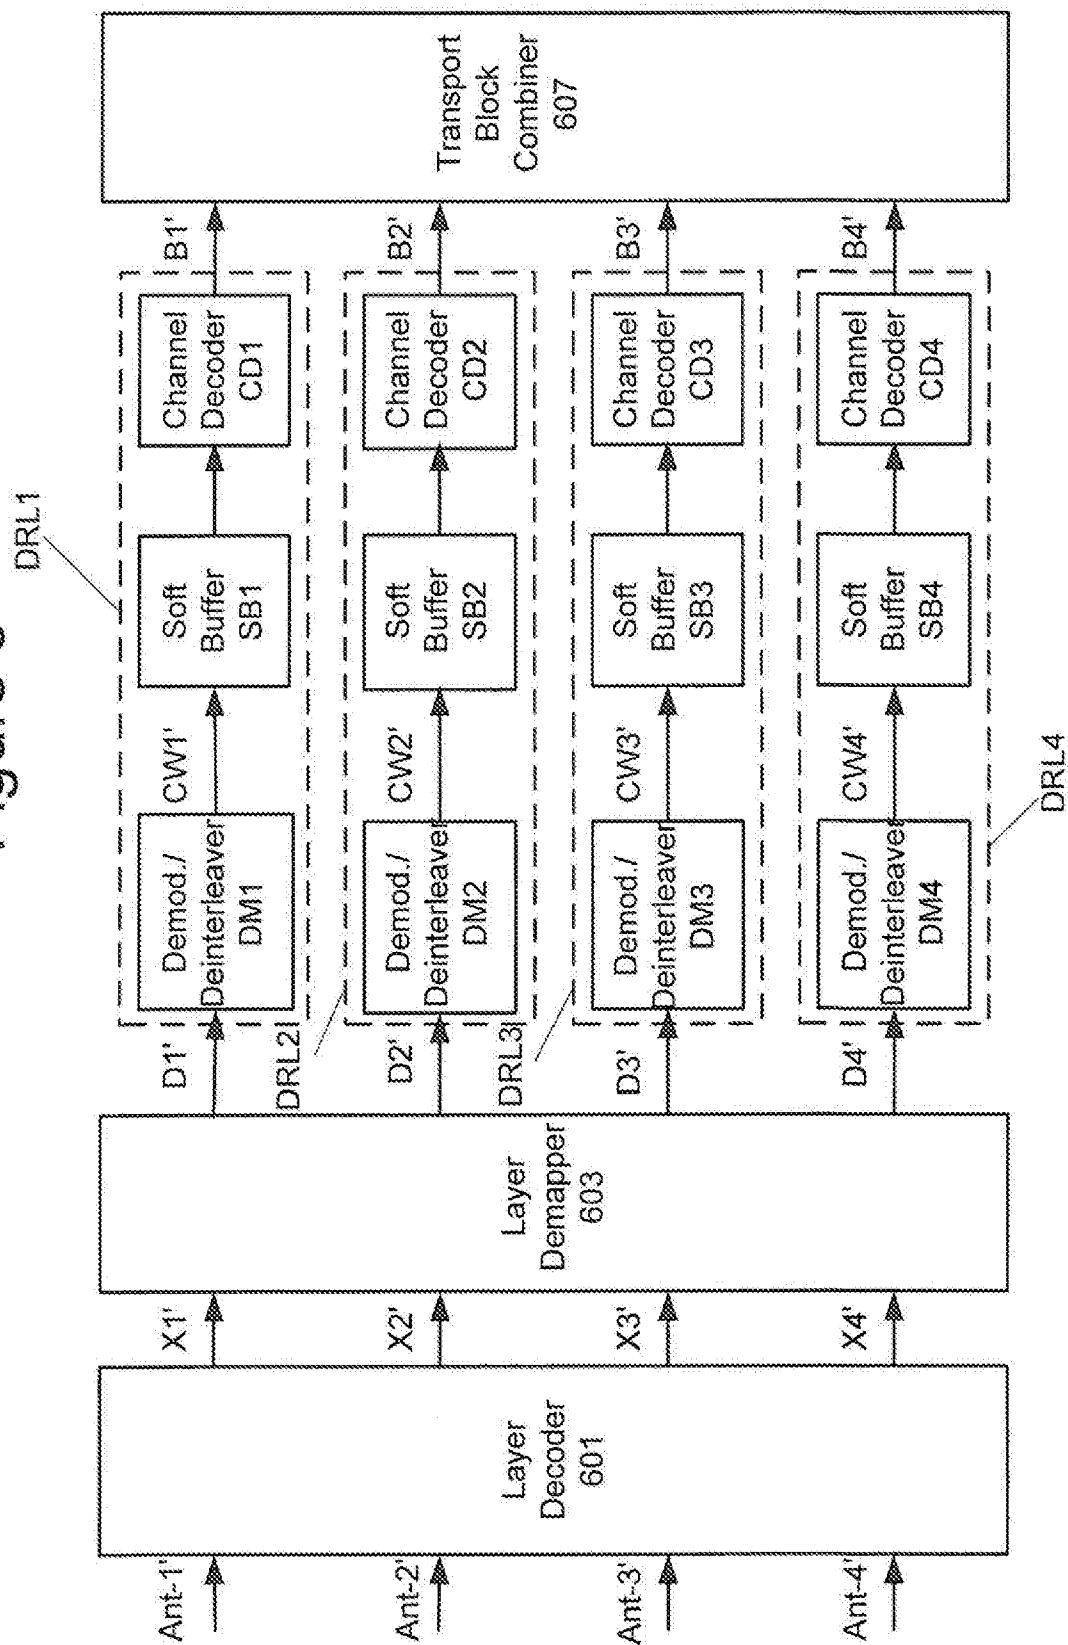 DRL1
Ant-1'
Layer
Decoder
601
X1'
Layer
Demapper
603
D1'
Demod./
Deinterleaver
DM1
CW1'
Soft
Buffer
SB1
Channel
Decoder
CD1
B1'
Transport
Block
Combiner
607
DRL2
Ant-2'
X2'
D2'
Demod./
Deinterleaver
DM2
CW2'
Soft
Buffer
SB2
Channel
Decoder
CD2
B2'
DRL3
Ant-3'
X3'
D3'
Demod./
Deinterleaver
DM3
CW3'
Soft
Buffer
SB3
Channel
Decoder
CD3
B3'
Ant-4'
X4'
D4'
Demod./
Deinterleaver
DM4
CW4'
Soft
Buffer
SB4
Channel
Decoder
CD4
B4'
DRL4